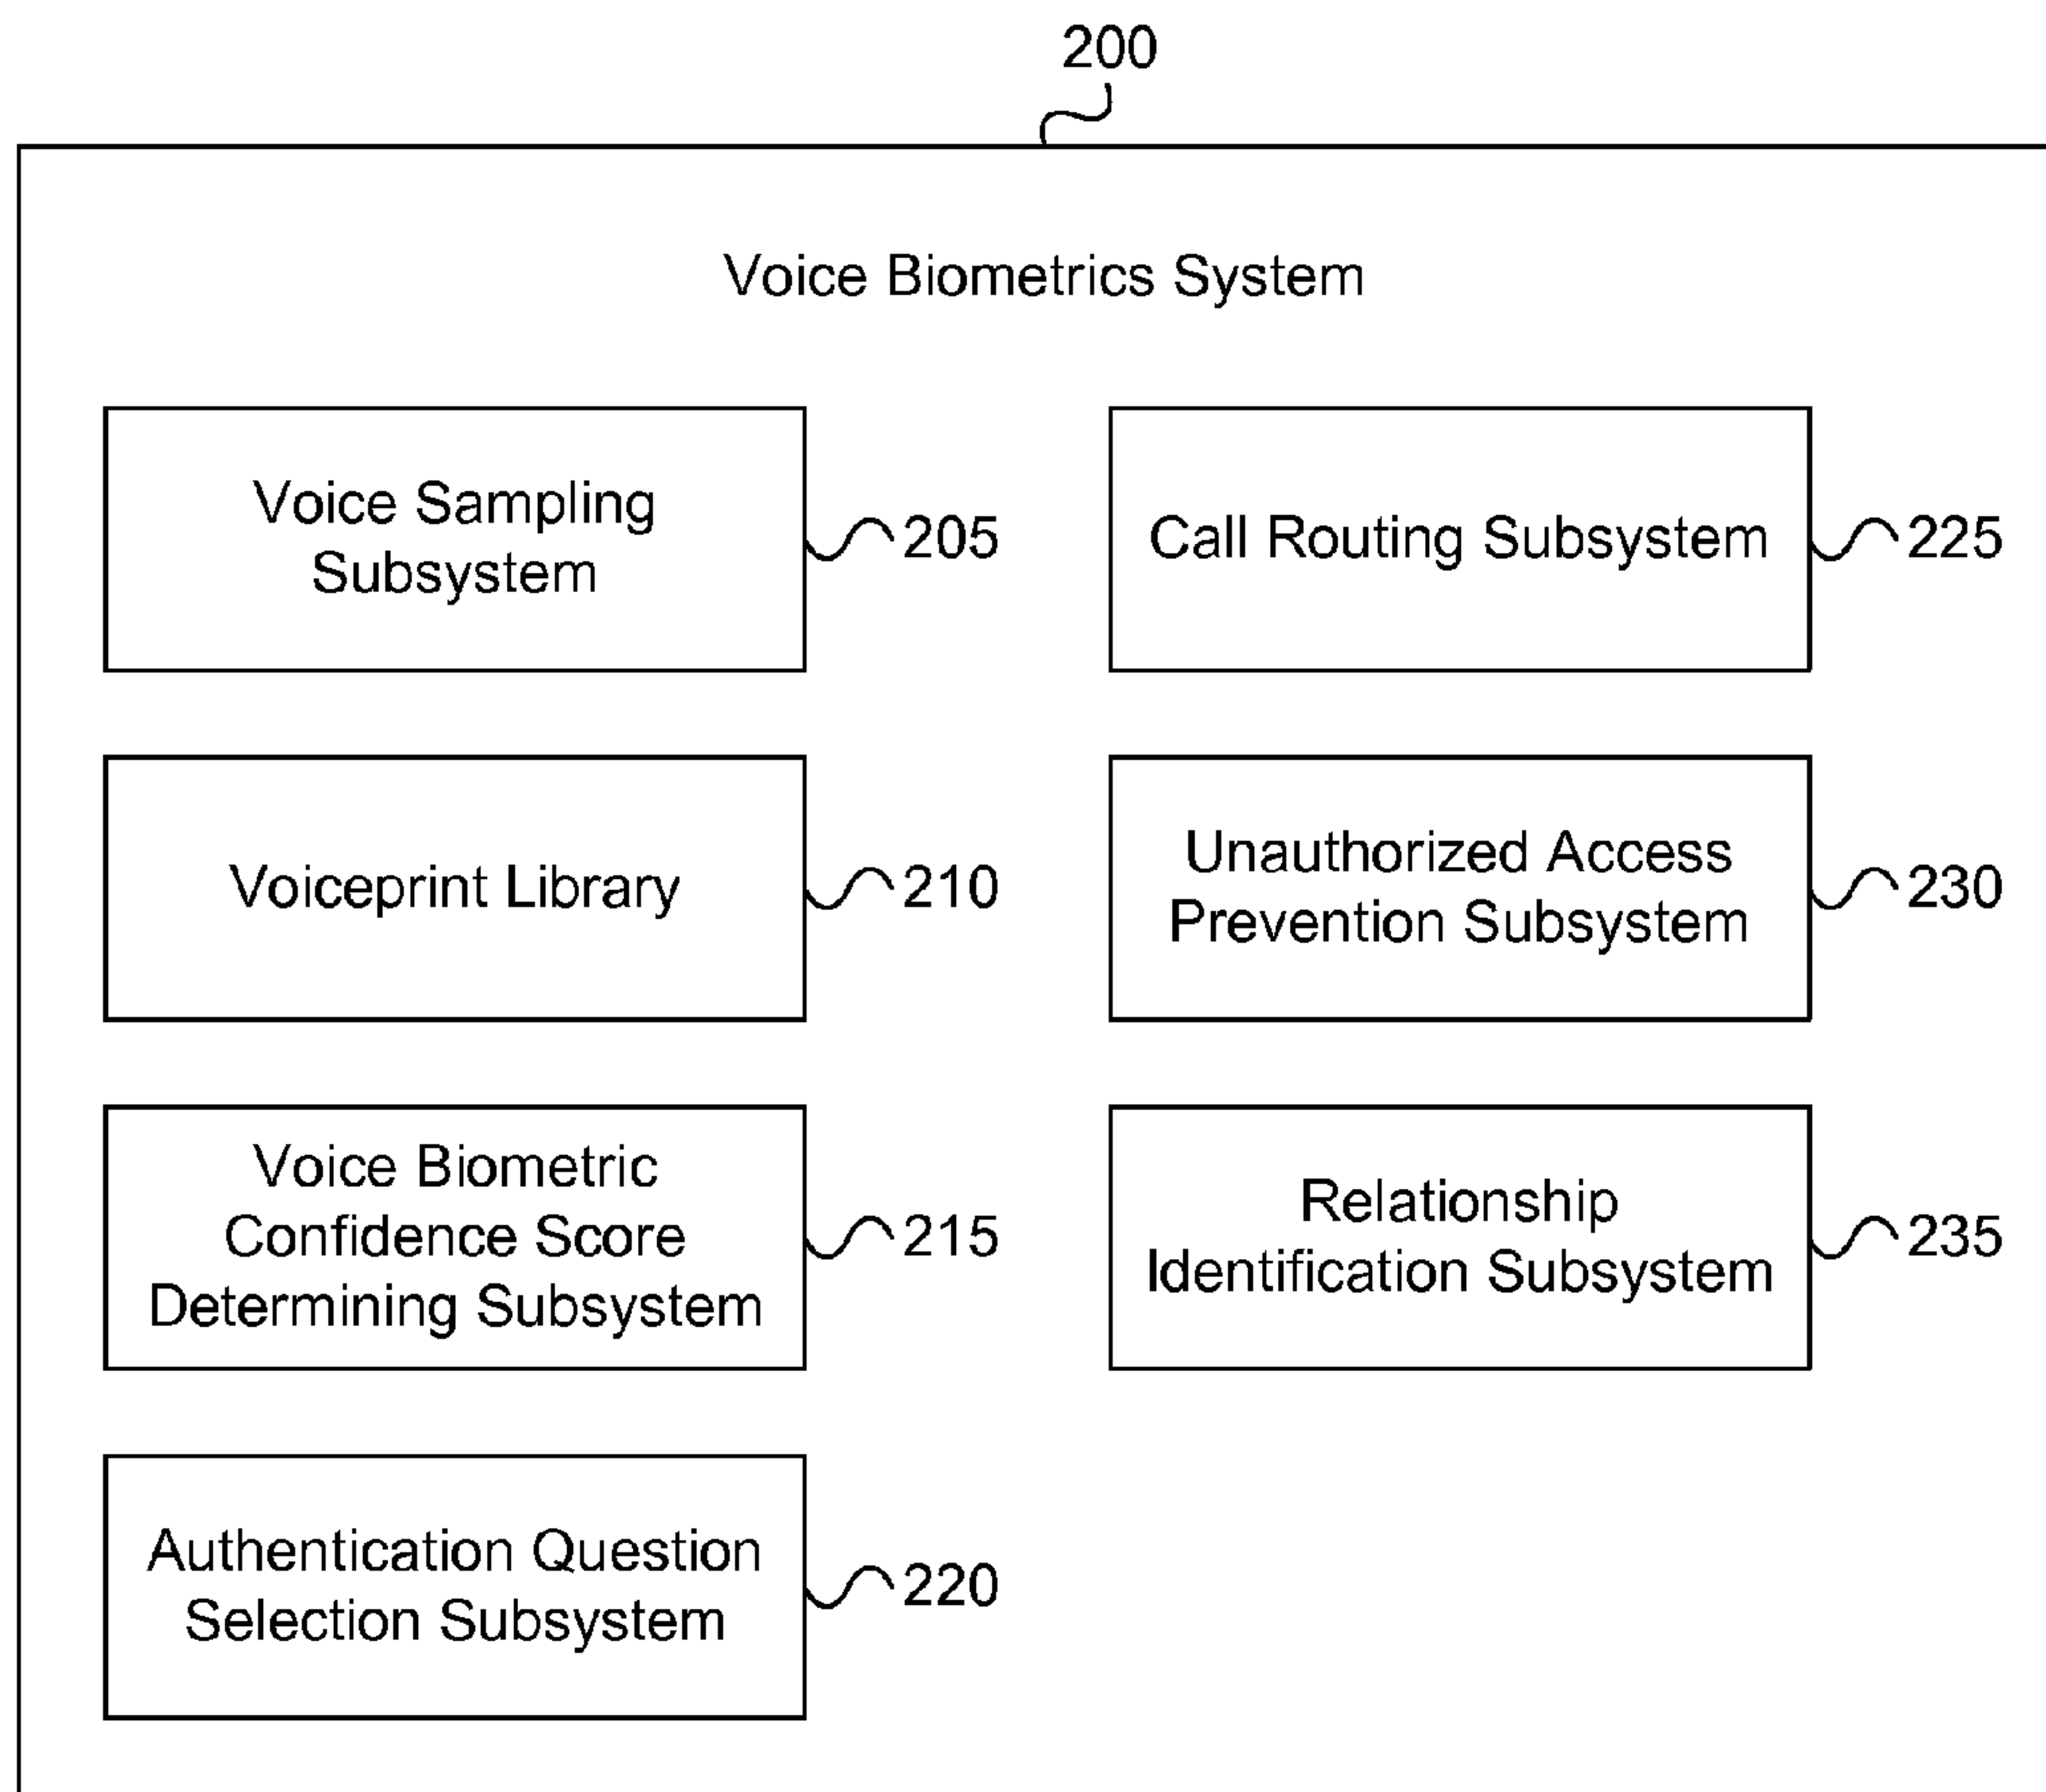 200
Voice Biometrics System
Voice Sampling
Subsystem
205
Voiceprint Library
210
Voice Biometric
Confidence Score
Determining Subsystem
215
Authentication Question
Selection Subsystem
220
Call Routing Subsystem
225
Unauthorized Access
Prevention Subsystem
230
Relationship
Identification Subsystem
235